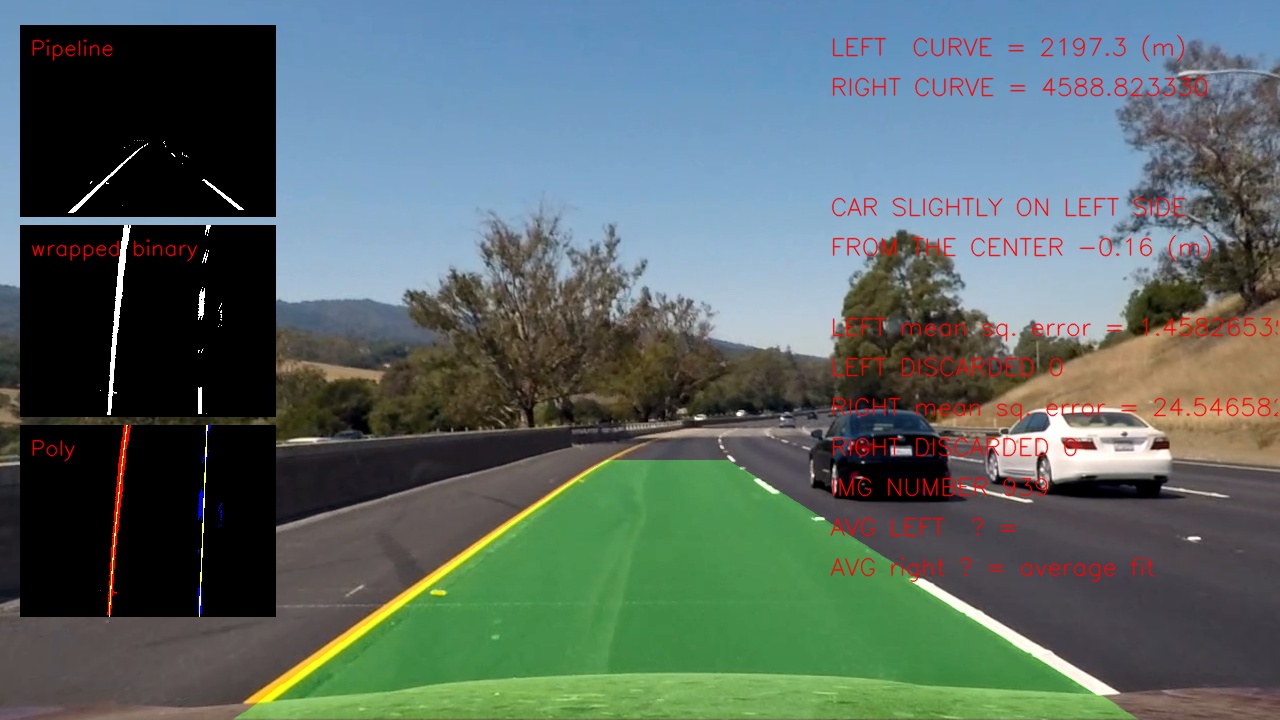 Pipeline
wrapped binary
Poly
LEFT CURVE = 2197.3 (m)
RIGHT CURVE = 4588.823330
CAR SLIGHTLY ON LEFT SIDE
FROM THE CENTER -0.16 (m)
LEFT mean sq. error = 1.4582653
LEFT DISCARDED 0
RIGHT mean sq. error = 24.54658
RIGHT DISCARDED 6
IMG NUMBER 939
AVG LEFT ? =
AVG right ? = average fit